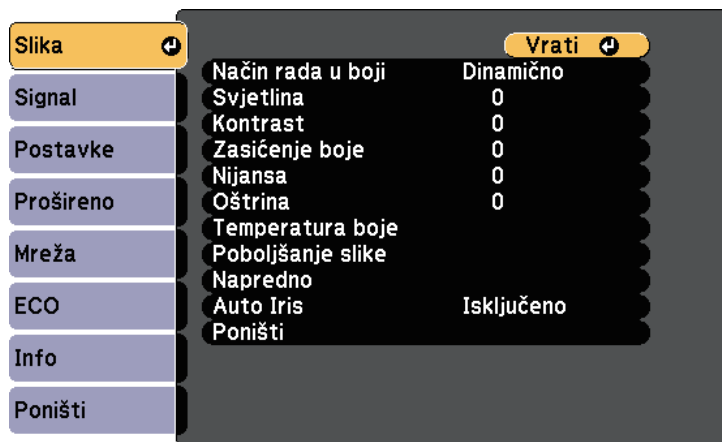 Slika
Signal
Postavke
Prošireno
Mreža
ECO
Info
Poništi
Vrati
Način rada u boji Dinamično
Svjetlina 0
Kontrast 0
Zasićenje boje 0
Nijansa 0
Oštrina 0
Temperatura boje
Poboljšanje slike
Napredno
Auto Iris Isključeno
Poništi